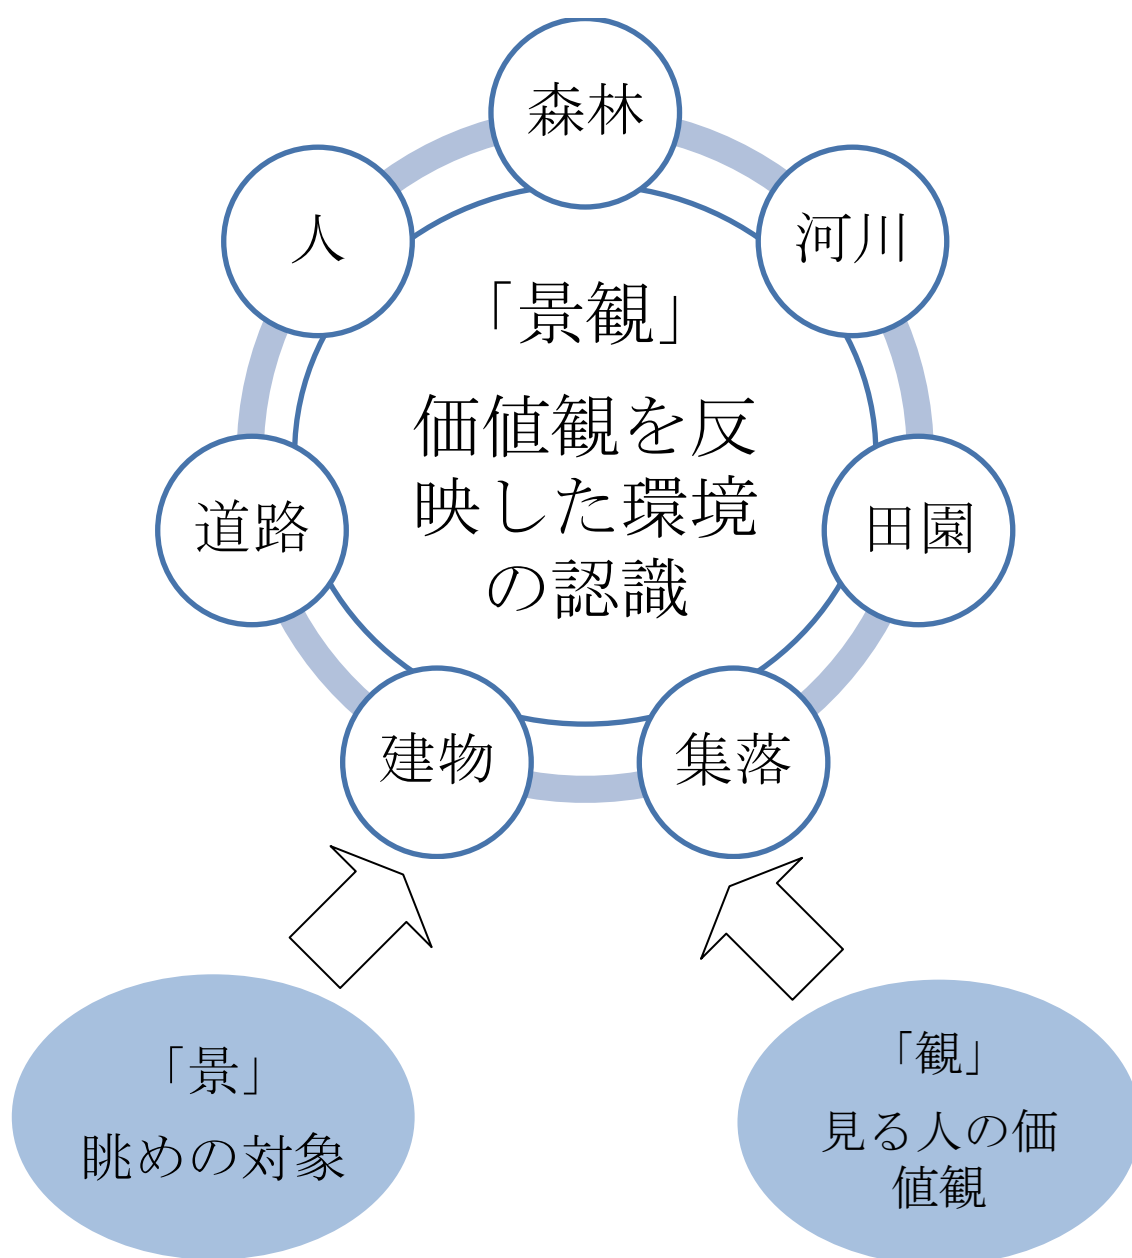 森林
人
河川
「景観」
価値観を反
映した環境
の認識
道路
田園
建物
集落
「景」
眺めの対象
「観」
見る人の価
値観